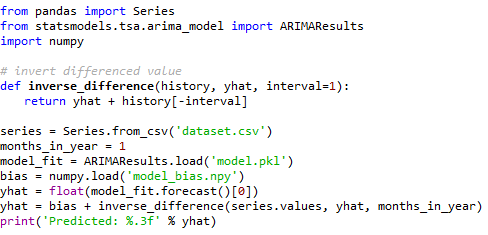 from pandas import Series
from statsmodels.tsa.arima_model import ARIMAResults
import numpy
# invert differenced value
def inverse_difference(history, yhat, interval=1):
    return yhat + history[-interval]
series = Series.from_csv('dataset.csv')
months_in_year = 1
model_fit = ARIMAResults.load('model.pkl')
bias = numpy.load('model_bias.npy')
yhat = float(model_fit.forecast()[0])
yhat = bias + inverse_difference(series.values, yhat, months_in_year)
print('Predicted: %.3f' % yhat)